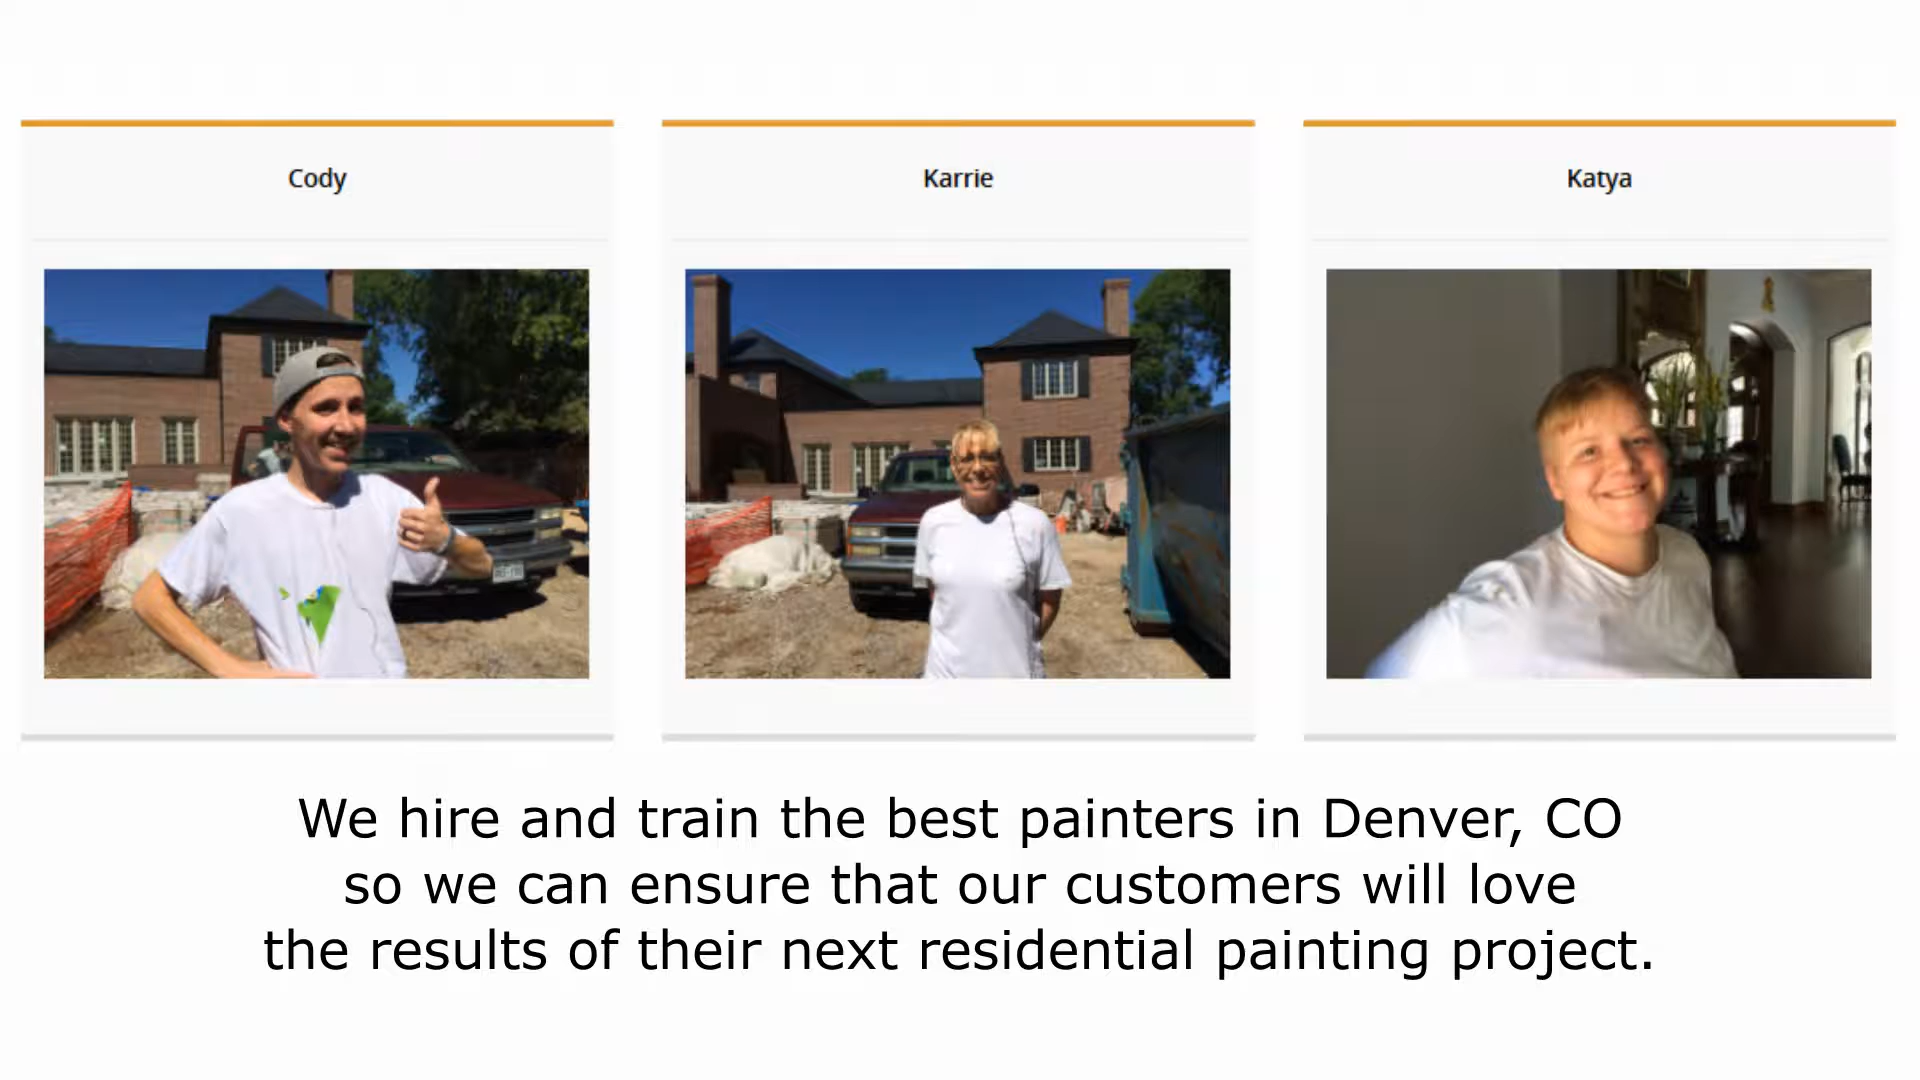 Cody
Karrie
Katya
We hire and train the best painters in Denver, CO
so we can ensure that our customers will love
the results of their next residential painting project.